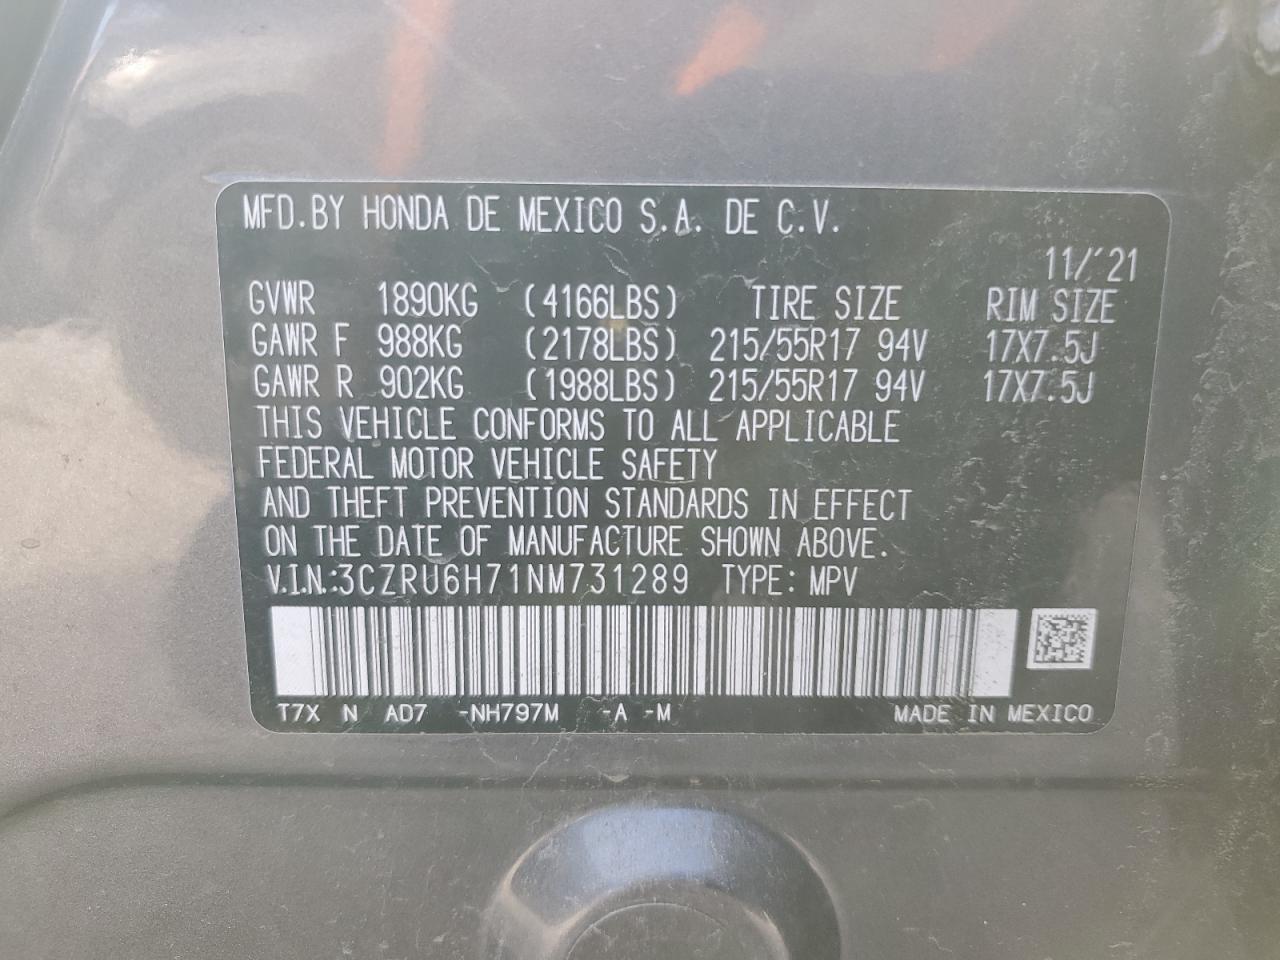 MFD.BY HONDA DE MEXICO S.A. DE C.V.
11/'21
GVWR 1890KG (4166LBS) TIRE SIZE RIM SIZE
GAWR F 988KG (2178LBS) 215/55R17 94V 17X7.5J
GAWR R 902KG (1988LBS) 215/55R17 94V 17X7.5J
THIS VEHICLE CONFORMS TO ALL APPLICABLE
FEDERAL MOTOR VEHICLE SAFETY
AND THEFT PREVENTION STANDARDS IN EFFECT
ON THE DATE OF MANUFACTURE SHOWN ABOVE.
V.I.N.:3CZRU6H71NM731289 TYPE: MPV
T7X N AD7 -NH797M -A -M MADE IN MEXICO